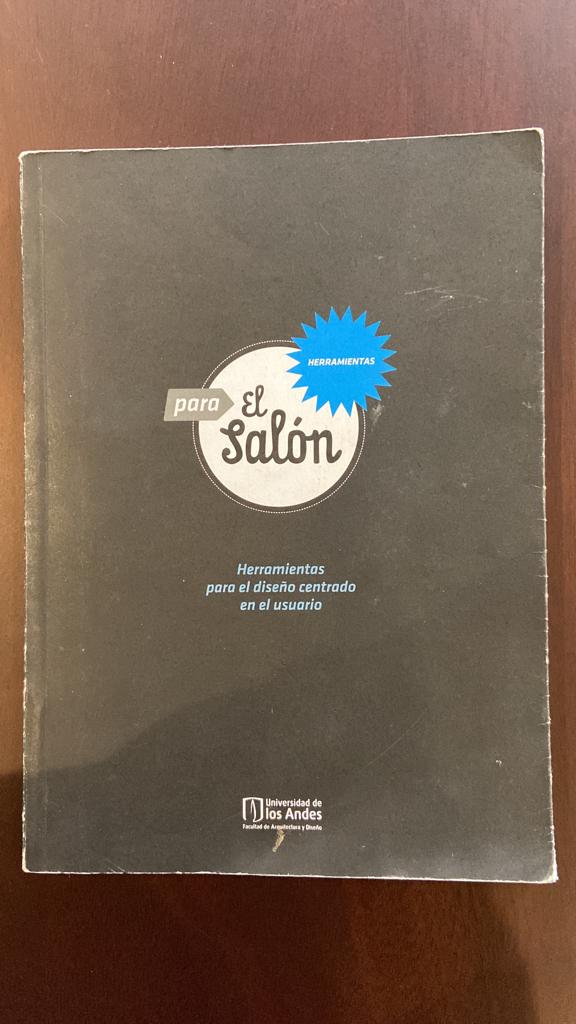 HERRAMIENTAS
para
El
Salón
Herramientas
para el diseño centrado
en el usuario
Universidad de
los Andes
Facultad de Arquitectura y Diseño